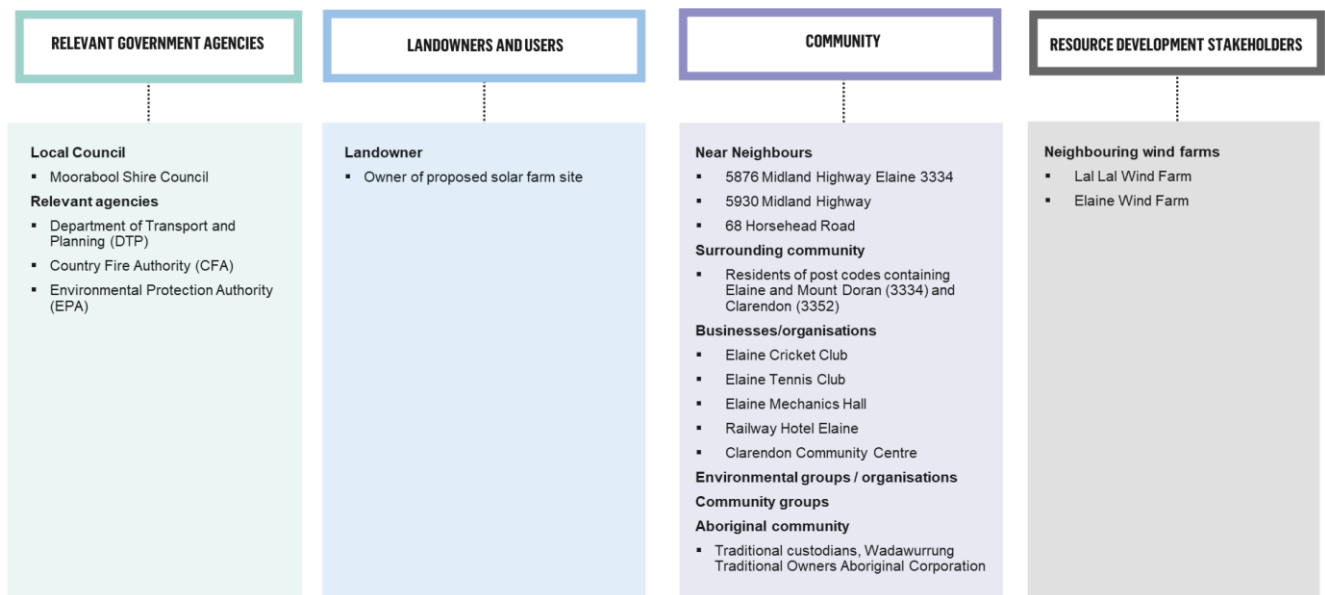 RELEVANT GOVERNMENT AGENCIES
Local Council
▪ Moorabool Shire Council
Relevant agencies
▪ Department of Transport and
Planning (DTP)
▪ Country Fire Authority (CFA)
▪ Environmental Protection Authority
(EPA)
LANDOWNERS AND USERS
Landowner
▪ Owner of proposed solar farm site
COMMUNITY
Near Neighbours
▪ 5876 Midland Highway Elaine 3334
▪ 5930 Midland Highway
▪ 68 Horsehead Road
Surrounding community
▪ Residents of post codes containing
Elaine and Mount Doran (3334) and
Clarendon (3352)
Businesses/organisations
▪ Elaine Cricket Club
▪ Elaine Tennis Club
▪ Elaine Mechanics Hall
▪ Railway Hotel Elaine
▪ Clarendon Community Centre
Environmental groups / organisations
Community groups
Aboriginal community
▪ Traditional custodians, Wadawurrung
Traditional Owners Aboriginal Corporation
RESOURCE DEVELOPMENT STAKEHOLDERS
Neighbouring wind farms
▪ Lal Lal Wind Farm
▪ Elaine Wind Farm